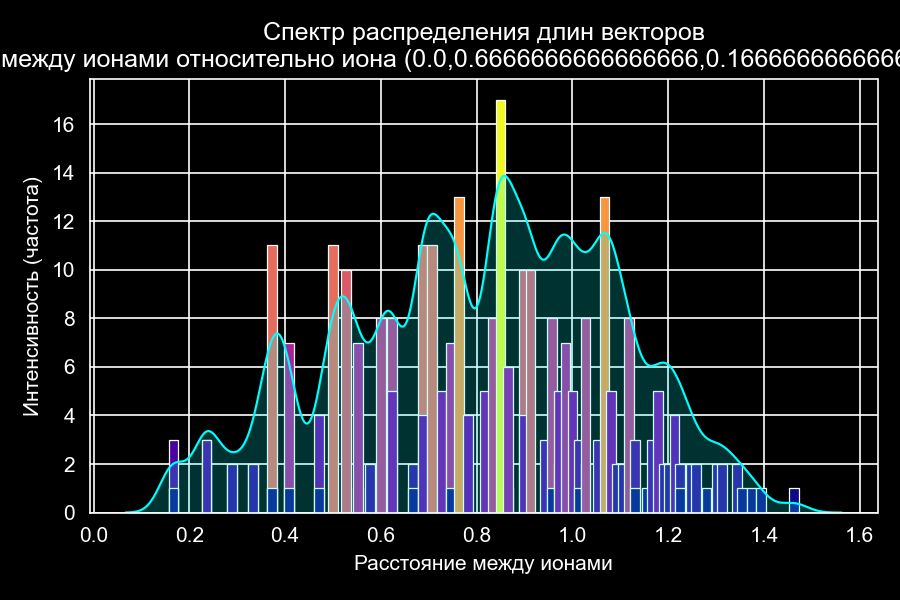 Спектр распределения длин векторов
между ионами относительно иона (0.0,0.6666666666666666,0.1666666666666
Интенсивность (частота)
16
14
12
10
8
6
4
2
0
0.0 0.2 0.4 0.6 0.8 1.0 1.2 1.4 1.6
Расстояние между ионами